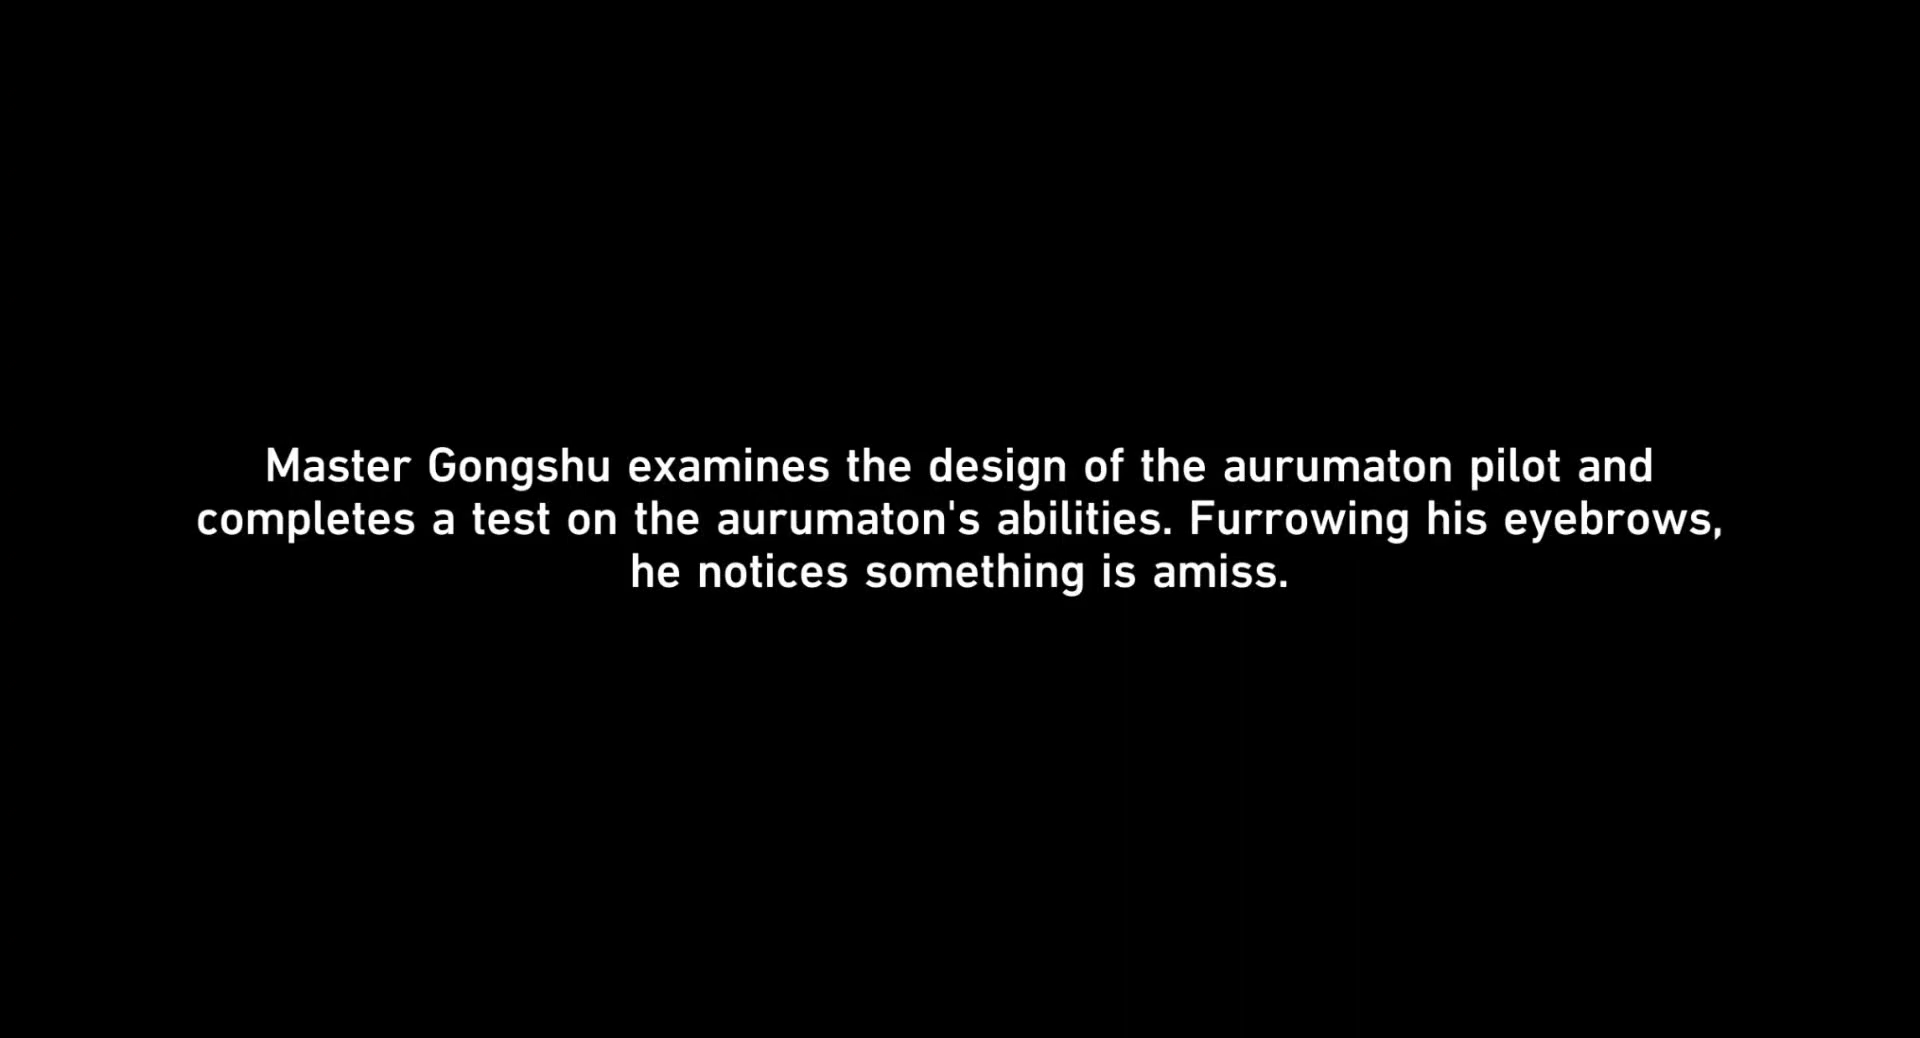 Master Gongshu examines the design of the aurumaton pilot and
completes a test on the aurumaton's abilities. Furrowing his eyebrows,
he notices something is amiss.